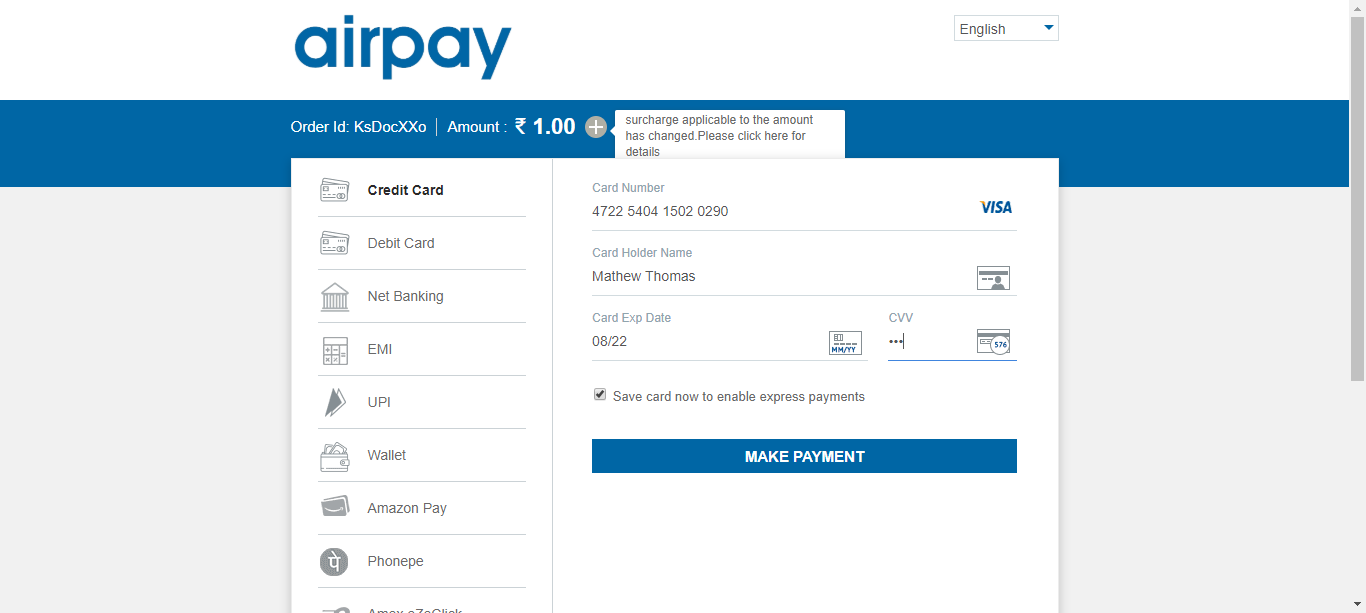 airpay
English
Order Id: KsDocXXo | Amount : ₹ 1.00
surcharge applicable to the amount
has changed.Please click here for
details
Credit Card
Debit Card
Net Banking
EMI
UPI
Wallet
Amazon Pay
Phonepe
Card Number
4722 5404 1502 0290
VISA
Card Holder Name
Mathew Thomas
Card Exp Date
08/22
MM/YY
CVV
•••
576
Save card now to enable express payments
MAKE PAYMENT